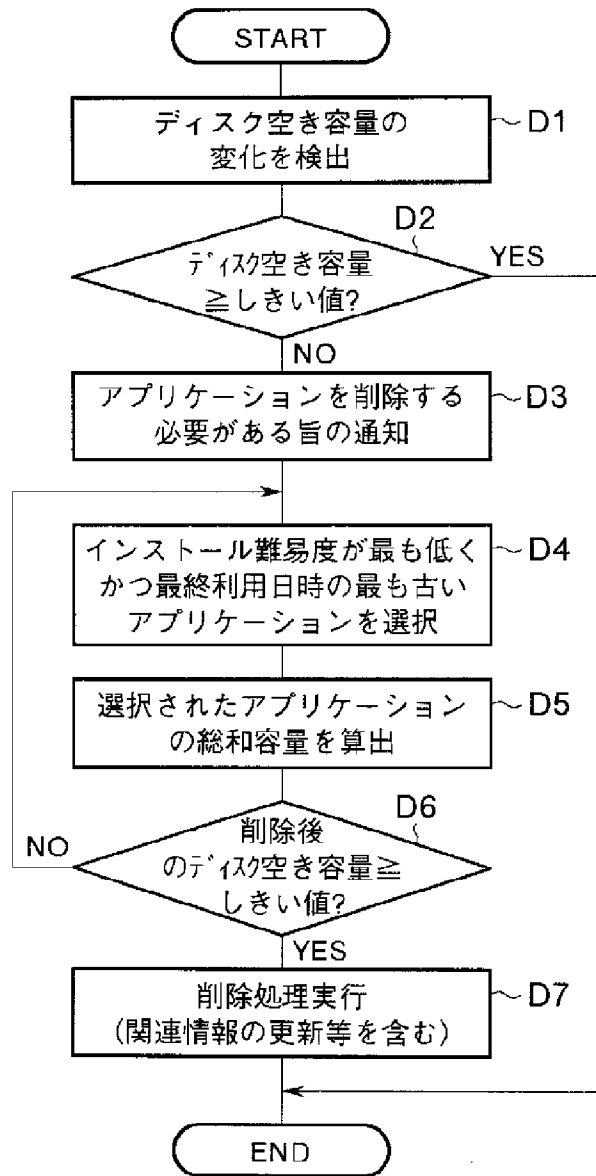 START
ディスク空き容量の
変化を検出
D1
D2
ディスク空き容量
≧しきい値?
YES
NO
アプリケーションを削除する
必要がある旨の通知
D3
インストール難易度が最も低く
かつ最終利用日時の最も古い
アプリケーションを選択
D4
選択されたアプリケーション
の総和容量を算出
D5
D6
削除後
のディスク空き容量≧
しきい値?
NO
YES
削除処理実行
(関連情報の更新等を含む)
D7
END